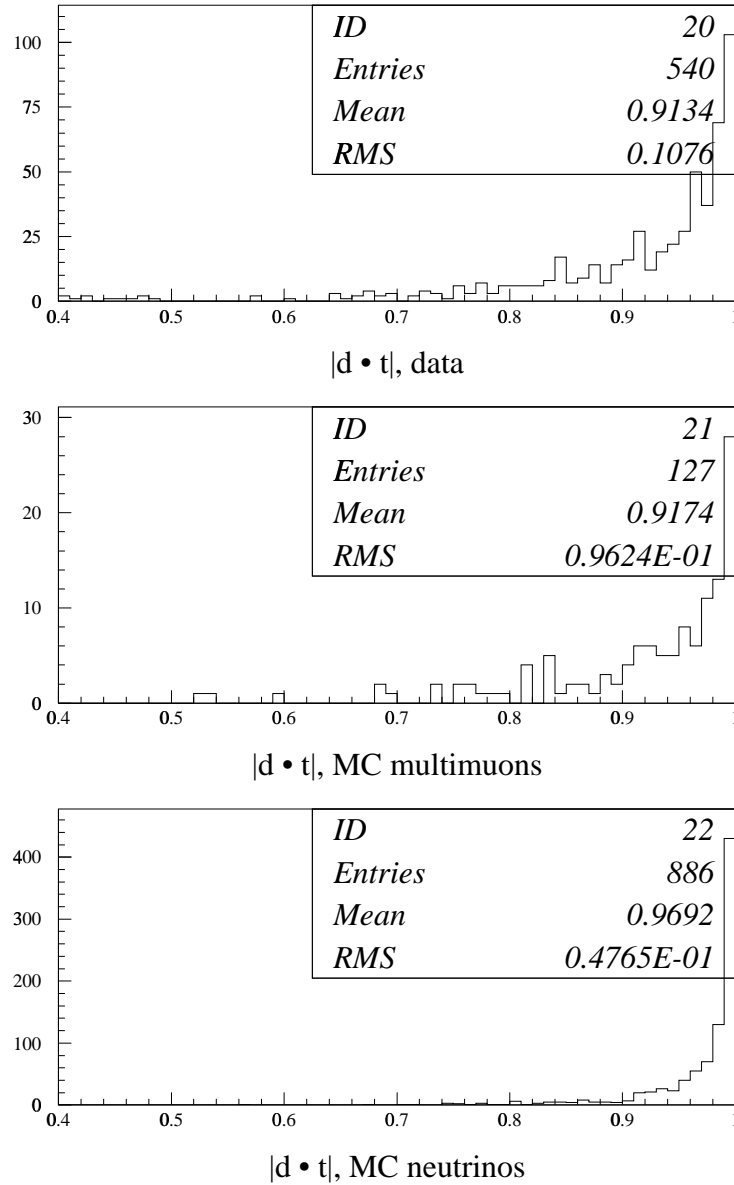 ID 20
Entries 540
Mean 0.9134
RMS 0.1076
100
75
50
25
0
0.4 0.5 0.6 0.7 0.8 0.9 1
|d • t|, data
ID 21
Entries 127
Mean 0.9174
RMS 0.9624E-01
30
20
10
0
0.4 0.5 0.6 0.7 0.8 0.9 1
|d • t|, MC multimuons
ID 22
Entries 886
Mean 0.9692
RMS 0.4765E-01
400
300
200
100
0
0.4 0.5 0.6 0.7 0.8 0.9 1
|d • t|, MC neutrinos